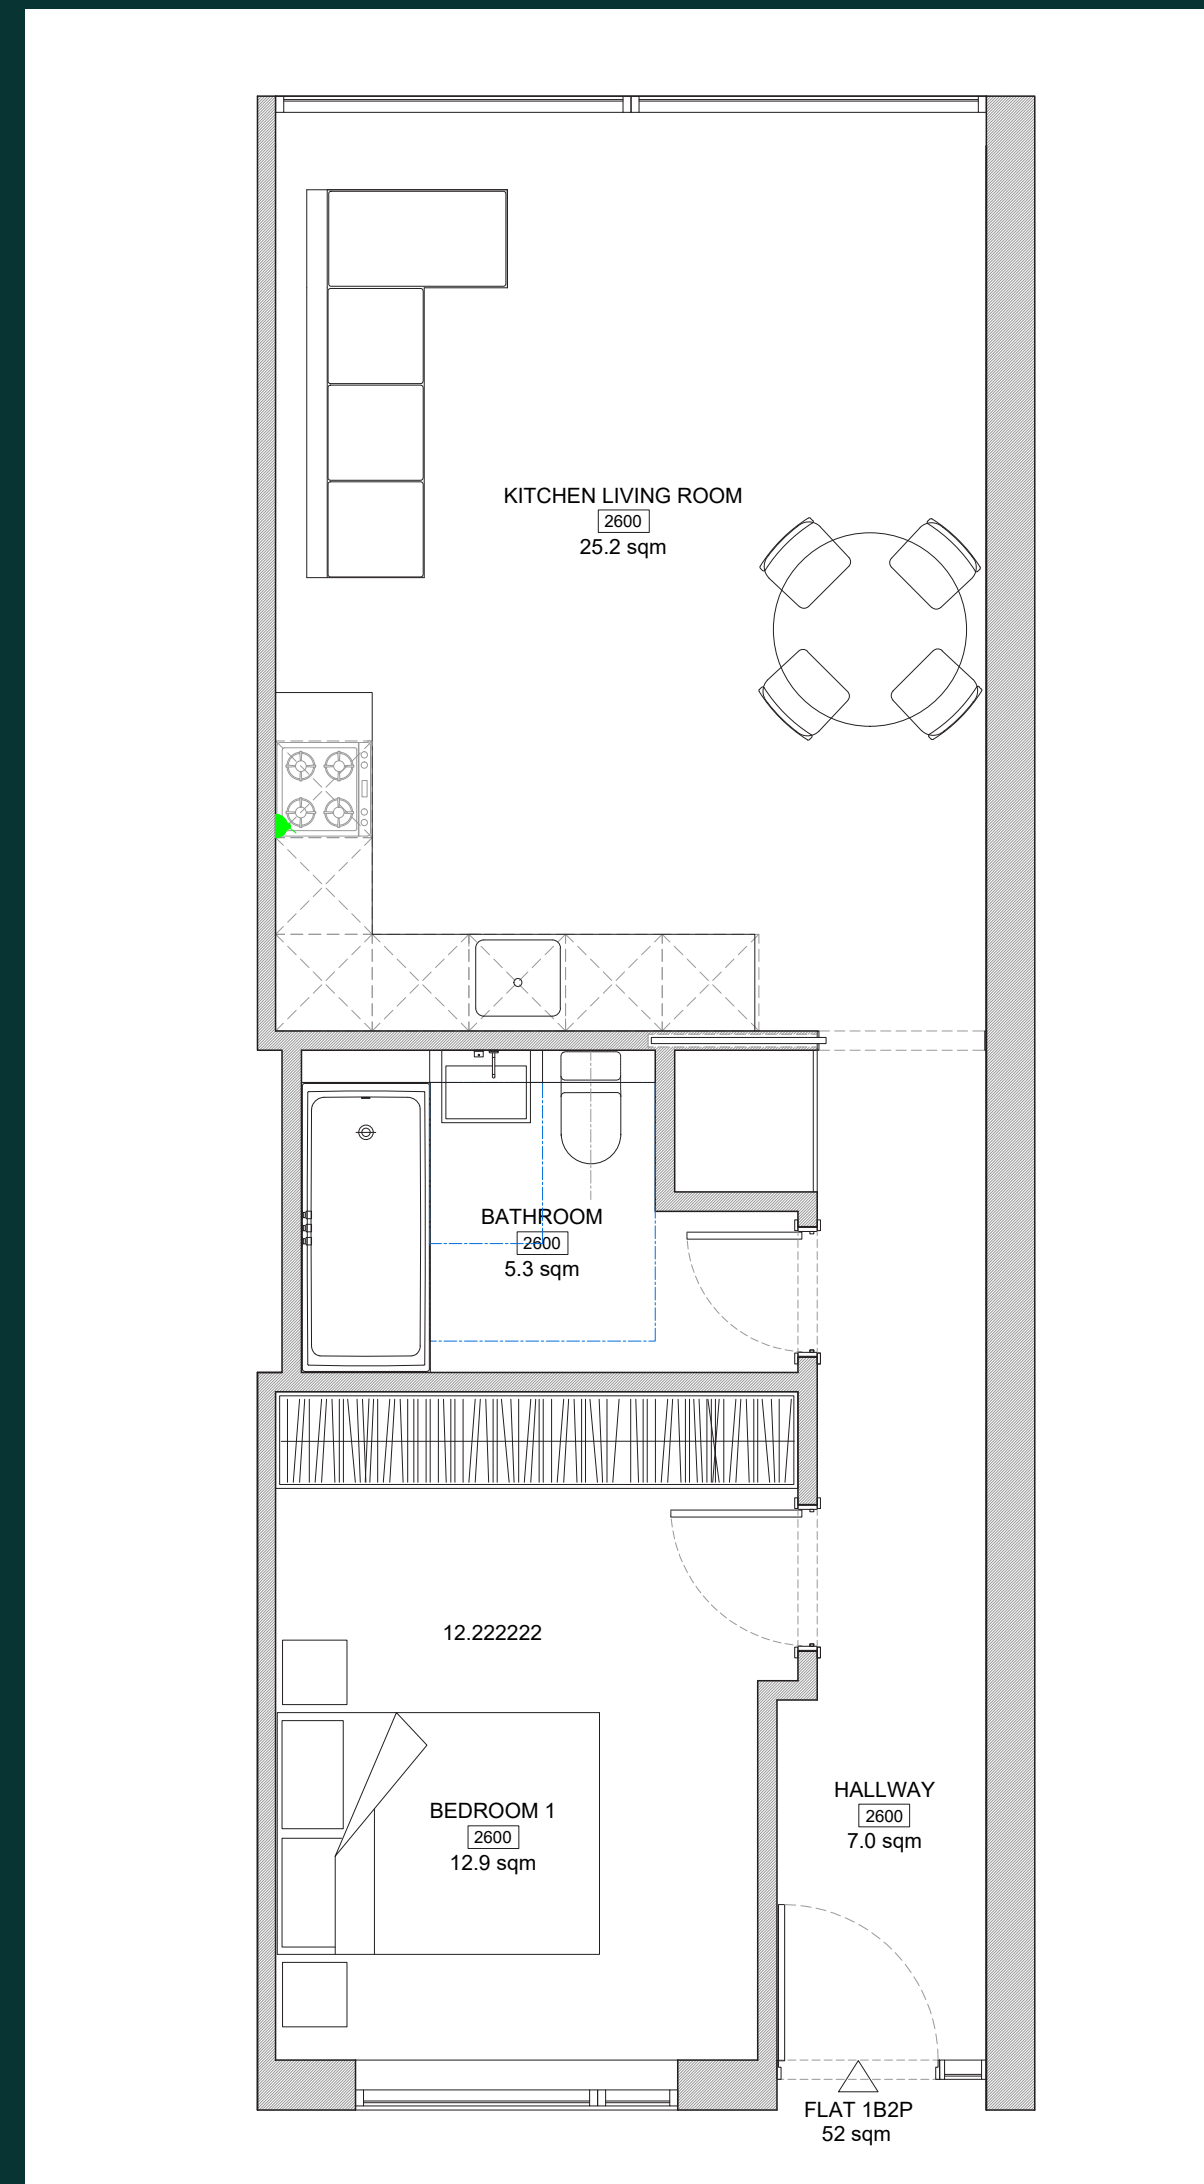 KITCHEN LIVING ROOM
2600
25.2 sqm
BATHROOM
2600
5.3 sqm
12.222222
HALLWAY
2600
7.0 sqm
BEDROOM 1
2600
12.9 sqm
FLAT 1B2P
52 sqm